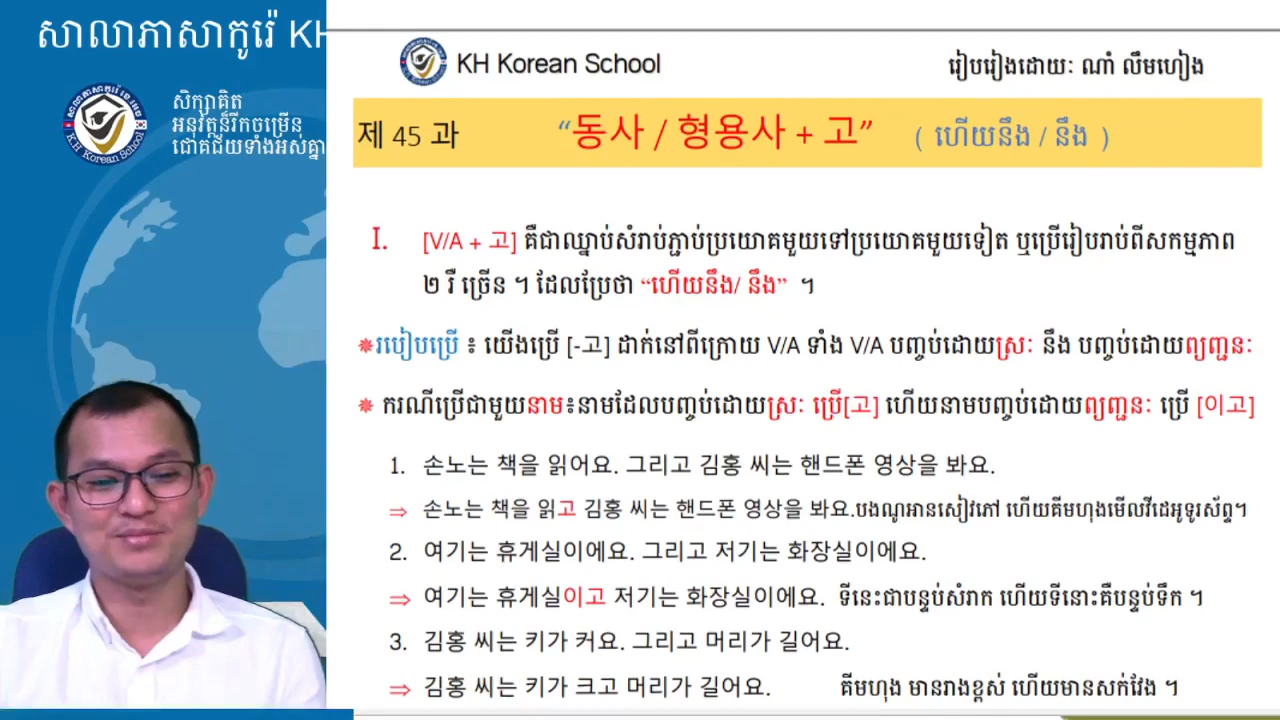 សាលាភាសាកូរ៉េ KH
សិក្សាគិត
អនុវត្តន៍រីកចម្រើន
ជោគជ័យទាំងអស់គ្នា
KH Korean School
រៀបរៀងដោយៈ ណាំ លឹមហៀង
제 45 과 “동사 / 형용사 + 고” ( ហើយនឹង / នឹង )
I. [V/A + 고] គឺជាឈ្នាប់សំរាប់ភ្ជាប់ប្រយោគមួយទៅប្រយោគមួយទៀត ឬប្រើរៀបរាប់ពីសកម្មភាព
២ រឺ ច្រើន ។ ដែលប្រែថា “ហើយនឹង/ នឹង” ។
*របៀបប្រើ ៖ យើងប្រើ [-고] ដាក់នៅពីក្រោយ V/A ទាំង V/A បញ្ចប់ដោយស្រៈ នឹង បញ្ចប់ដោយព្យញ្ជនៈ
* ករណីប្រើជាមួយនាម៖នាមដែលបញ្ចប់ដោយស្រៈ ប្រើ[고] ហើយនាមបញ្ចប់ដោយព្យញ្ជនៈ ប្រើ [이고]
1. 손노는 책을 읽어요. 그리고 김홍 씨는 핸드폰 영상을 봐요.
⇒ 손노는 책을 읽고 김홍 씨는 핸드폰 영상을 봐요.បងណូអានសៀវភៅ ហើយគីមហុងមើលវីដេអូទូរស័ព្ទ។
2. 여기는 휴게실이에요. 그리고 저기는 화장실이에요.
⇒ 여기는 휴게실이고 저기는 화장실이에요. ទីនេះជាបន្ទប់សំរាក ហើយទីនោះគឺបន្ទប់ទឹក ។
3. 김홍 씨는 키가 커요. 그리고 머리가 길어요.
⇒ 김홍 씨는 키가 크고 머리가 길어요. គីមហុង មានរាងខ្ពស់ ហើយមានសក់វែង ។